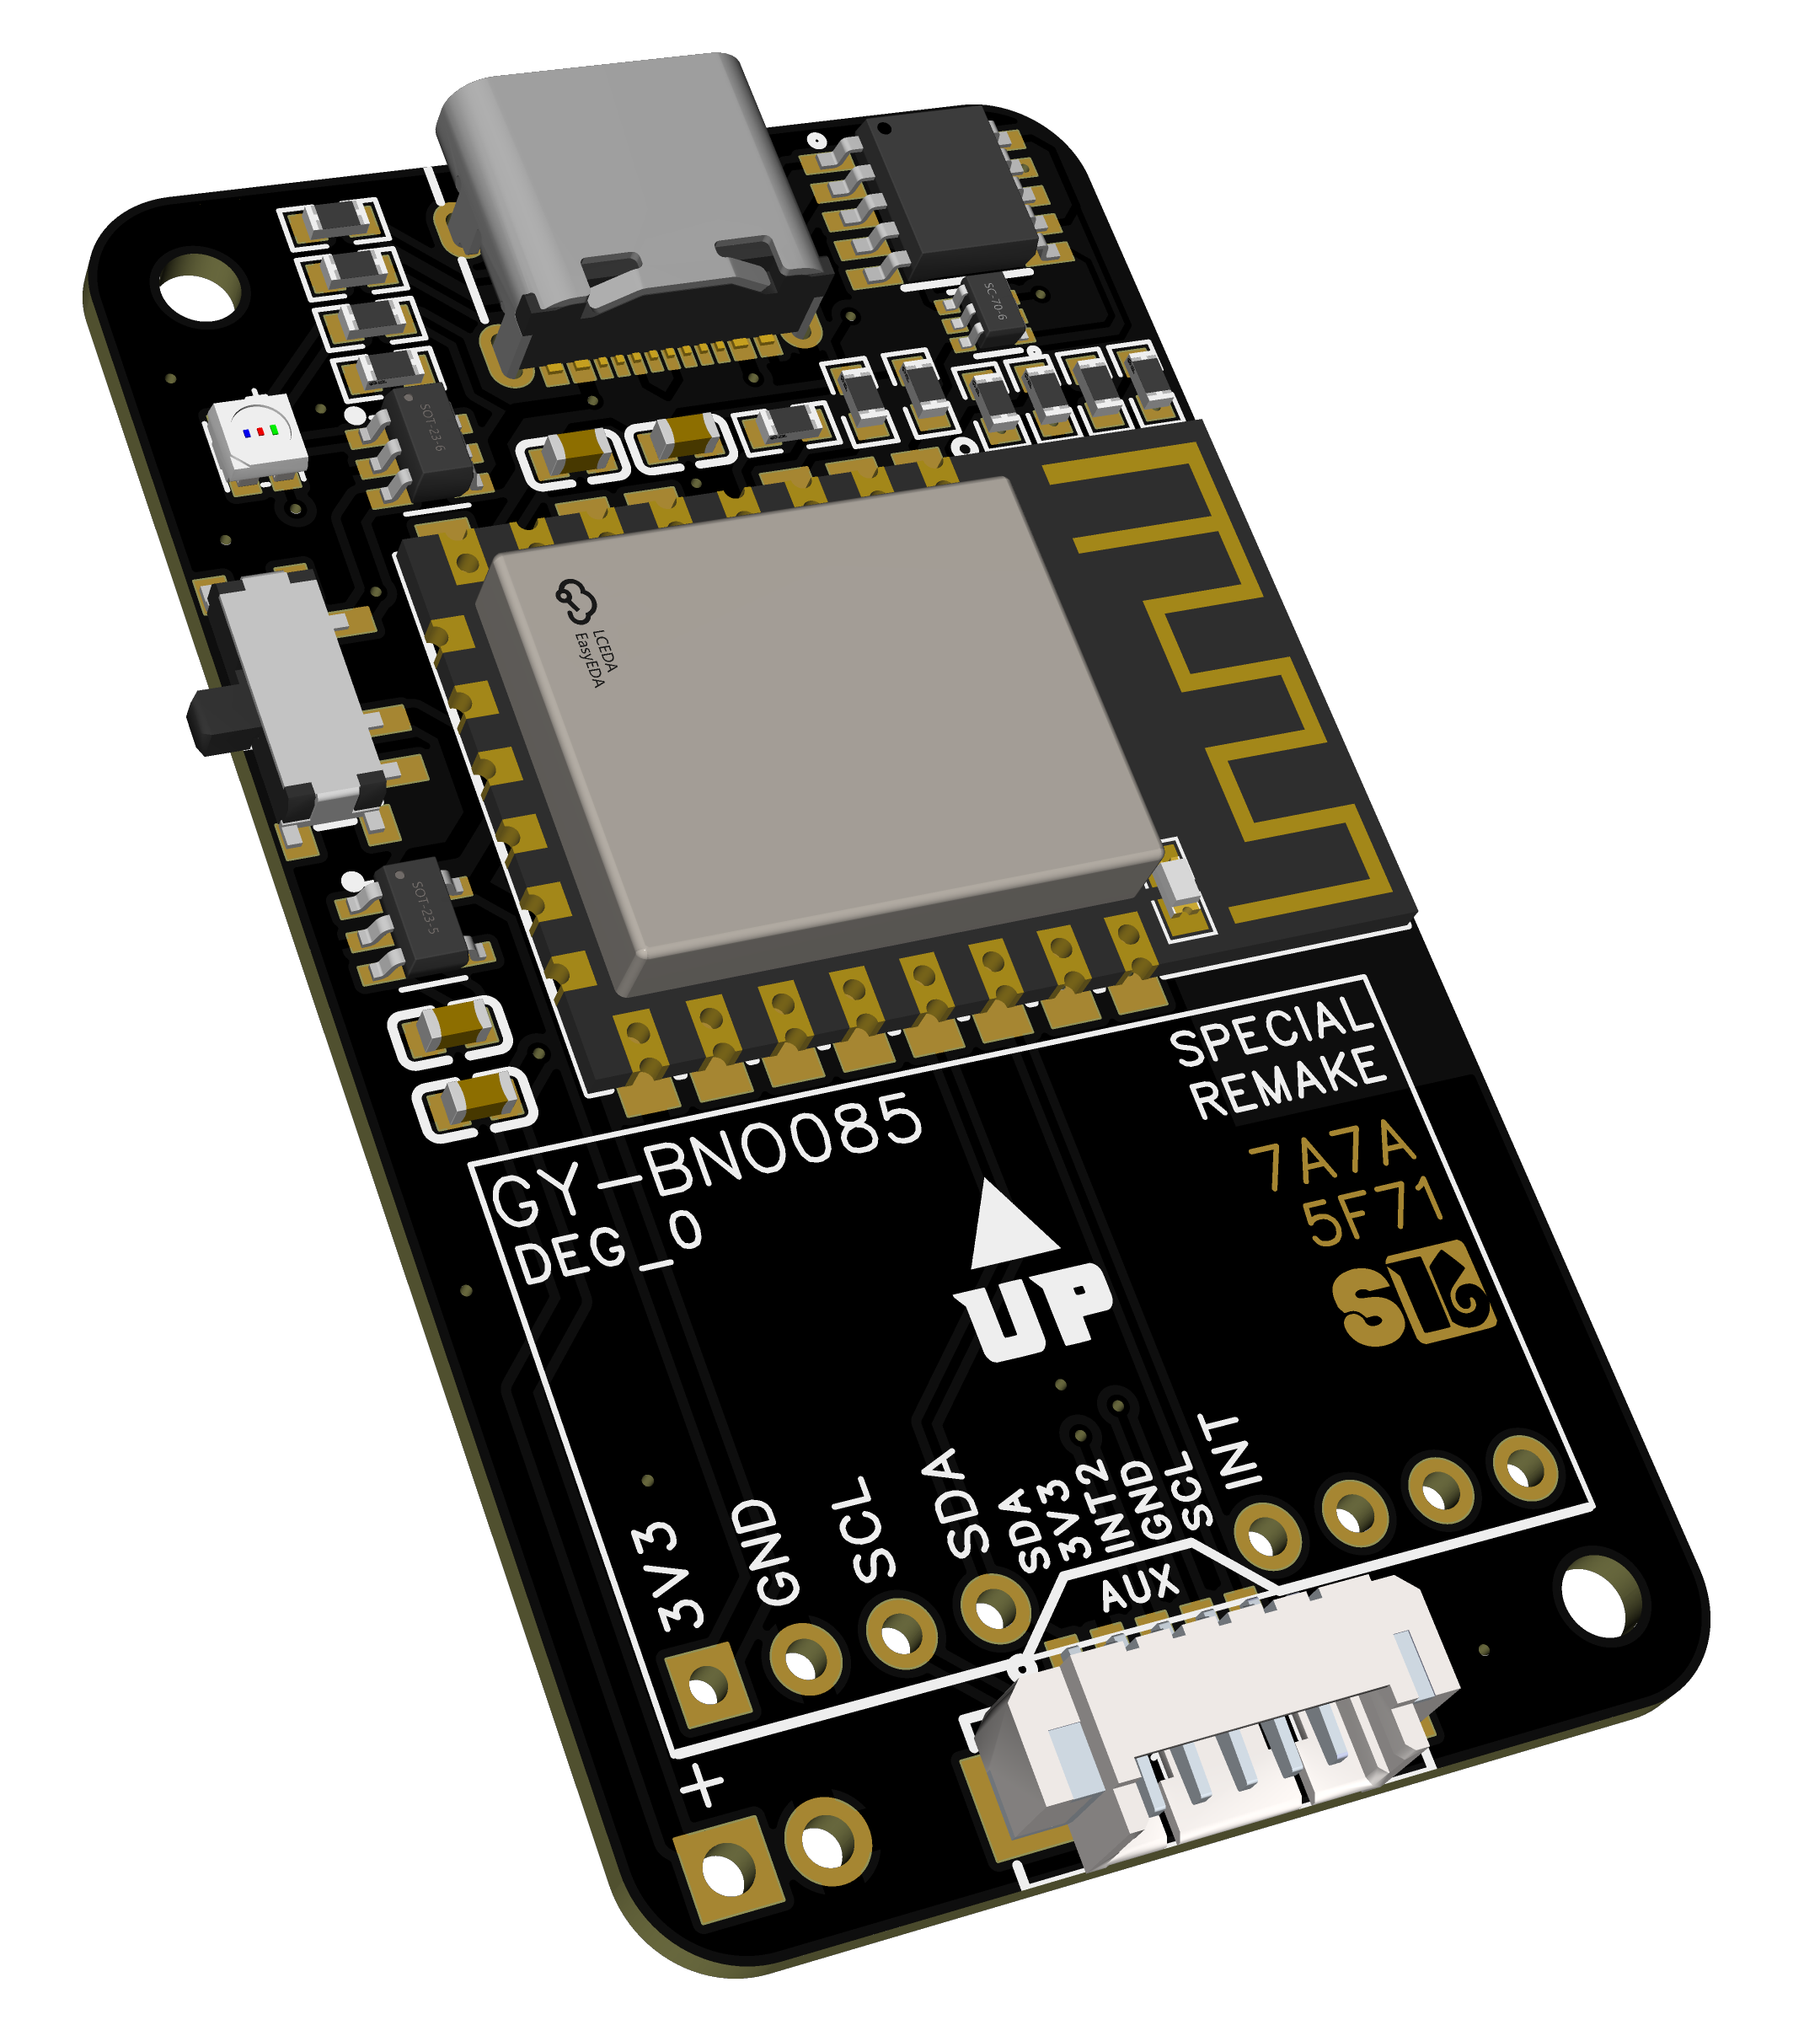 SC-70-6
SOT-23-6
LCEDA
EasyEDA
SOT-23-5
SPECIAL
REMAKE
GY-BNO085
DEG_0
7A7A
5F71
UP
3V3
GND
SCL
SDA
SDA
3V3
INT2
GND
SCL
INT
AUX
+